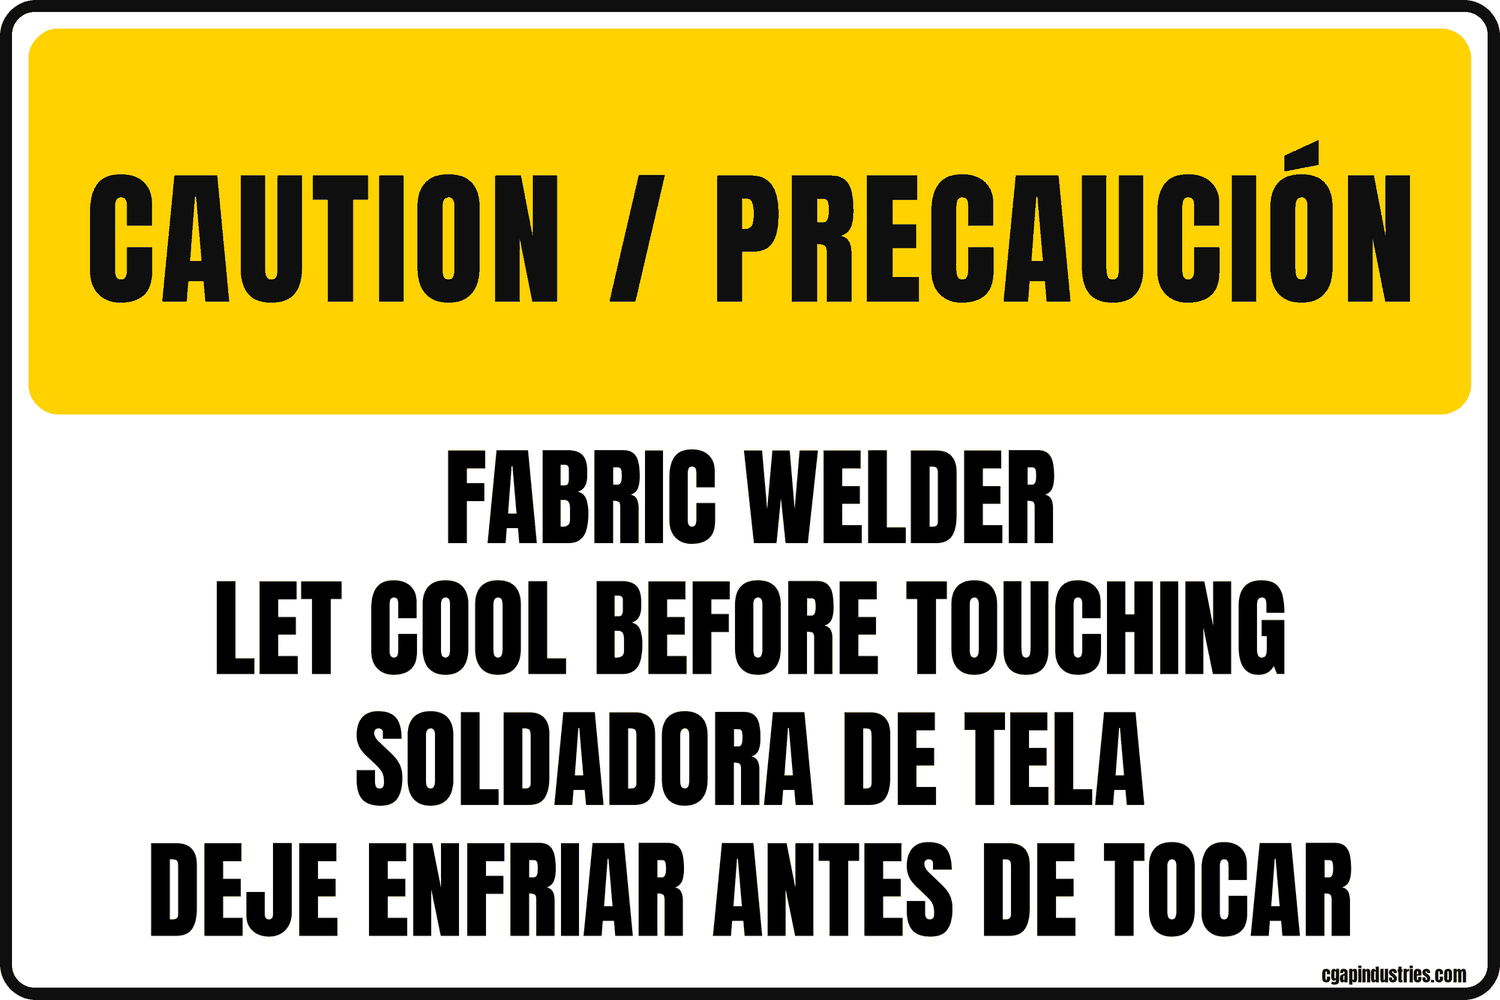 CAUTION / PRECAUCIÓN
FABRIC WELDER
LET COOL BEFORE TOUCHING
SOLDADORA DE TELA
DEJE ENFRIAR ANTES DE TOCAR
cgapindustries.com